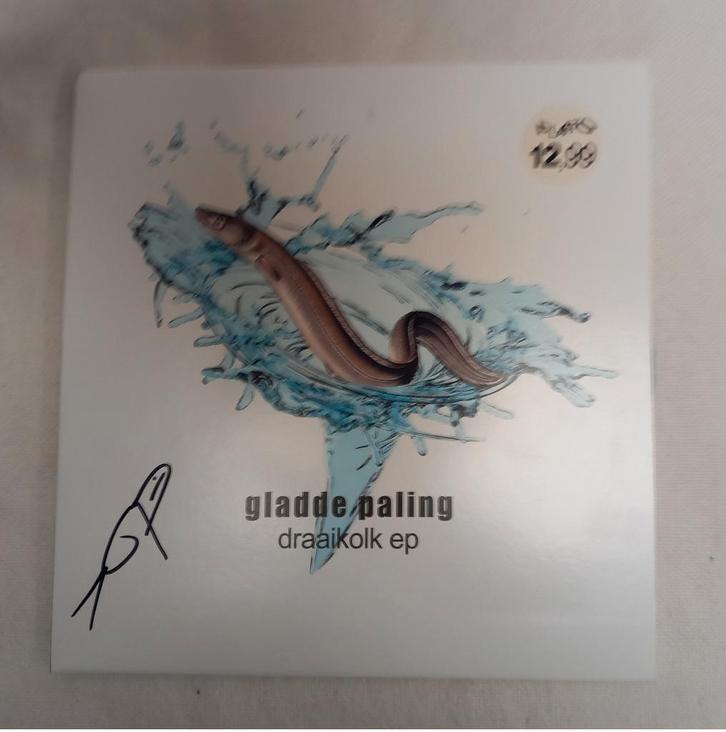 12,99
gladde paling
draaikolk ep